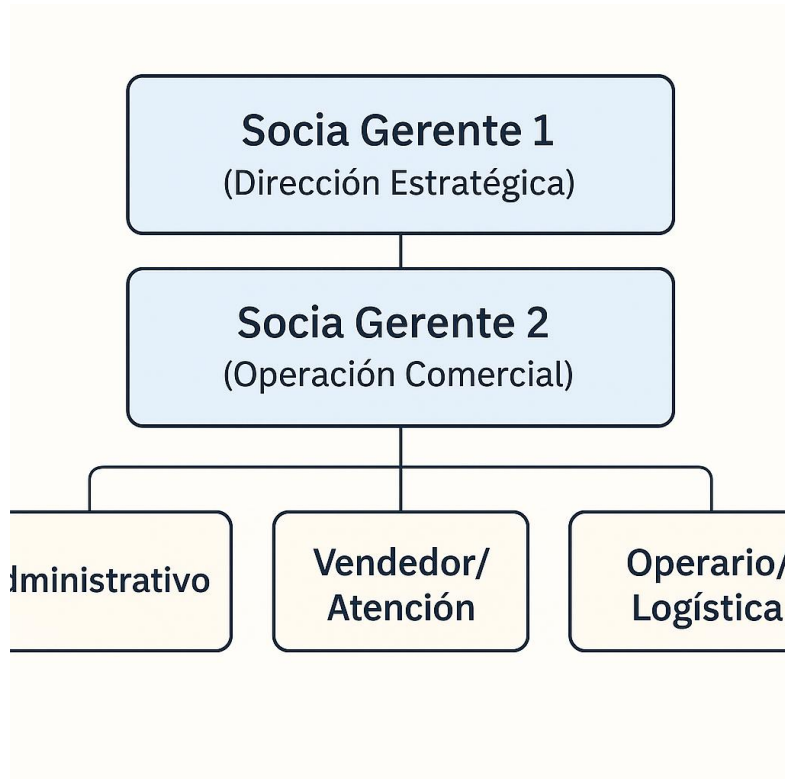 Socia Gerente 1
(Dirección Estratégica)
Socia Gerente 2
(Operación Comercial)
dministrativo
Vendedor/
Atención
Operario/
Logística